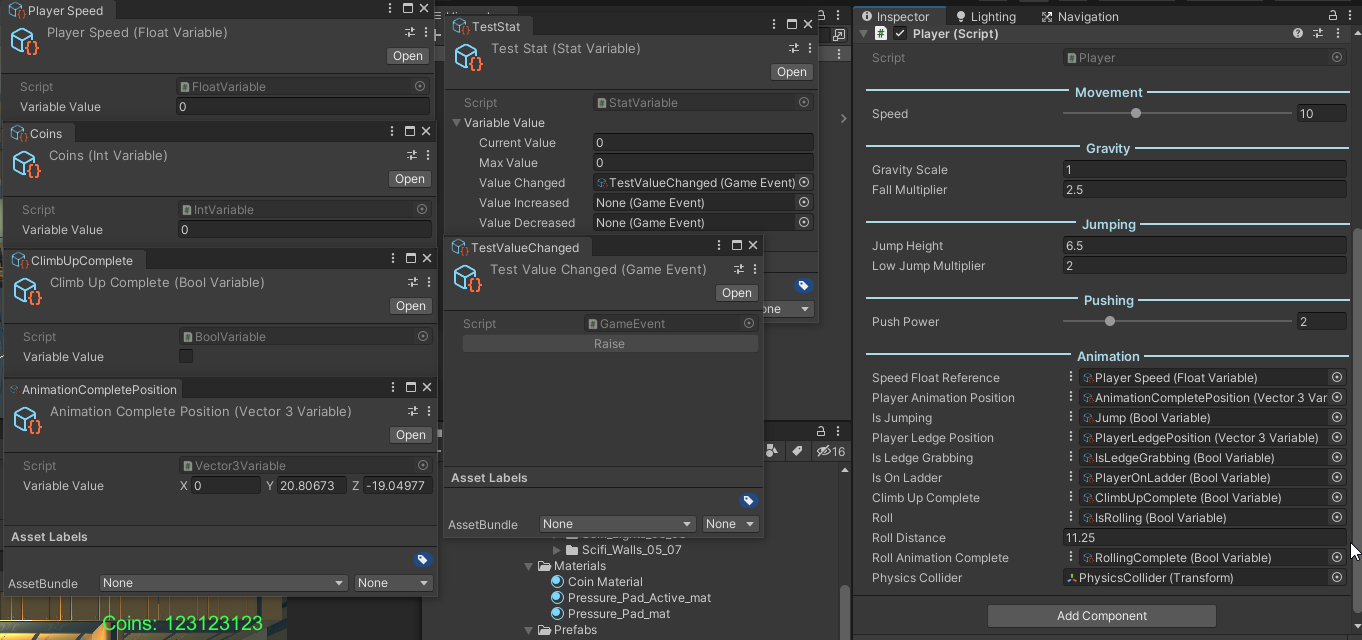 Player Speed
Player Speed (Float Variable)
Open
Script
FloatVariable
Variable Value
0
Coins
Coins (Int Variable)
Open
Script
IntVariable
Variable Value
0
ClimbUpComplete
Climb Up Complete (Bool Variable)
Open
Script
BoolVariable
Variable Value
AnimationCompletePosition
Animation Complete Position (Vector 3 Variable)
Open
Script
Vector3Variable
Variable Value
X 0 Y 20.80673 Z -19.04977
Asset Labels
AssetBundle
None
None
Coins: 123123123
TestStat
Test Stat (Stat Variable)
Open
Script
StatVariable
Variable Value
Current Value
0
Max Value
0
Value Changed
TestValueChanged (Game Event)
Value Increased
None (Game Event)
Value Decreased
None (Game Event)
TestValueChanged
Test Value Changed (Game Event)
Open
Script
GameEvent
Raise
Asset Labels
AssetBundle
None
None
16
Scifi_Walls_05_07
Materials
Coin Material
Pressure_Pad_Active_mat
Pressure_Pad_mat
Prefabs
Inspector
Lighting
Navigation
Player (Script)
Script
Player
Movement
Speed
10
Gravity
Gravity Scale
1
Fall Multiplier
2.5
Jumping
Jump Height
6.5
Low Jump Multiplier
2
Pushing
Push Power
2
Animation
Speed Float Reference
Player Speed (Float Variable)
Player Animation Position
AnimationCompletePosition (Vector 3 Var
Is Jumping
Jump (Bool Variable)
Player Ledge Position
PlayerLedgePosition (Vector 3 Variable)
Is Ledge Grabbing
IsLedgeGrabbing (Bool Variable)
Is On Ladder
PlayerOnLadder (Bool Variable)
Climb Up Complete
ClimbUpComplete (Bool Variable)
Roll
IsRolling (Bool Variable)
Roll Distance
11.25
Roll Animation Complete
RollingComplete (Bool Variable)
Physics Collider
PhysicsCollider (Transform)
Add Component